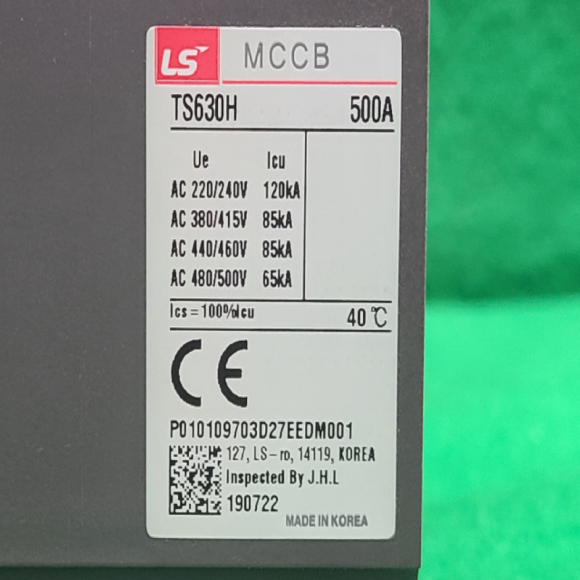 LS MCCB
TS630H 500A
Ue Icu
AC 220/240V 120kA
AC 380/415V 85kA
AC 440/460V 85kA
AC 480/500V 65kA
Ics = 100%Icu 40℃
CE
P010109703D27EEDM001
127, LS-ro, 14119, KOREA
Inspected By J.H.L
190722
MADE IN KOREA